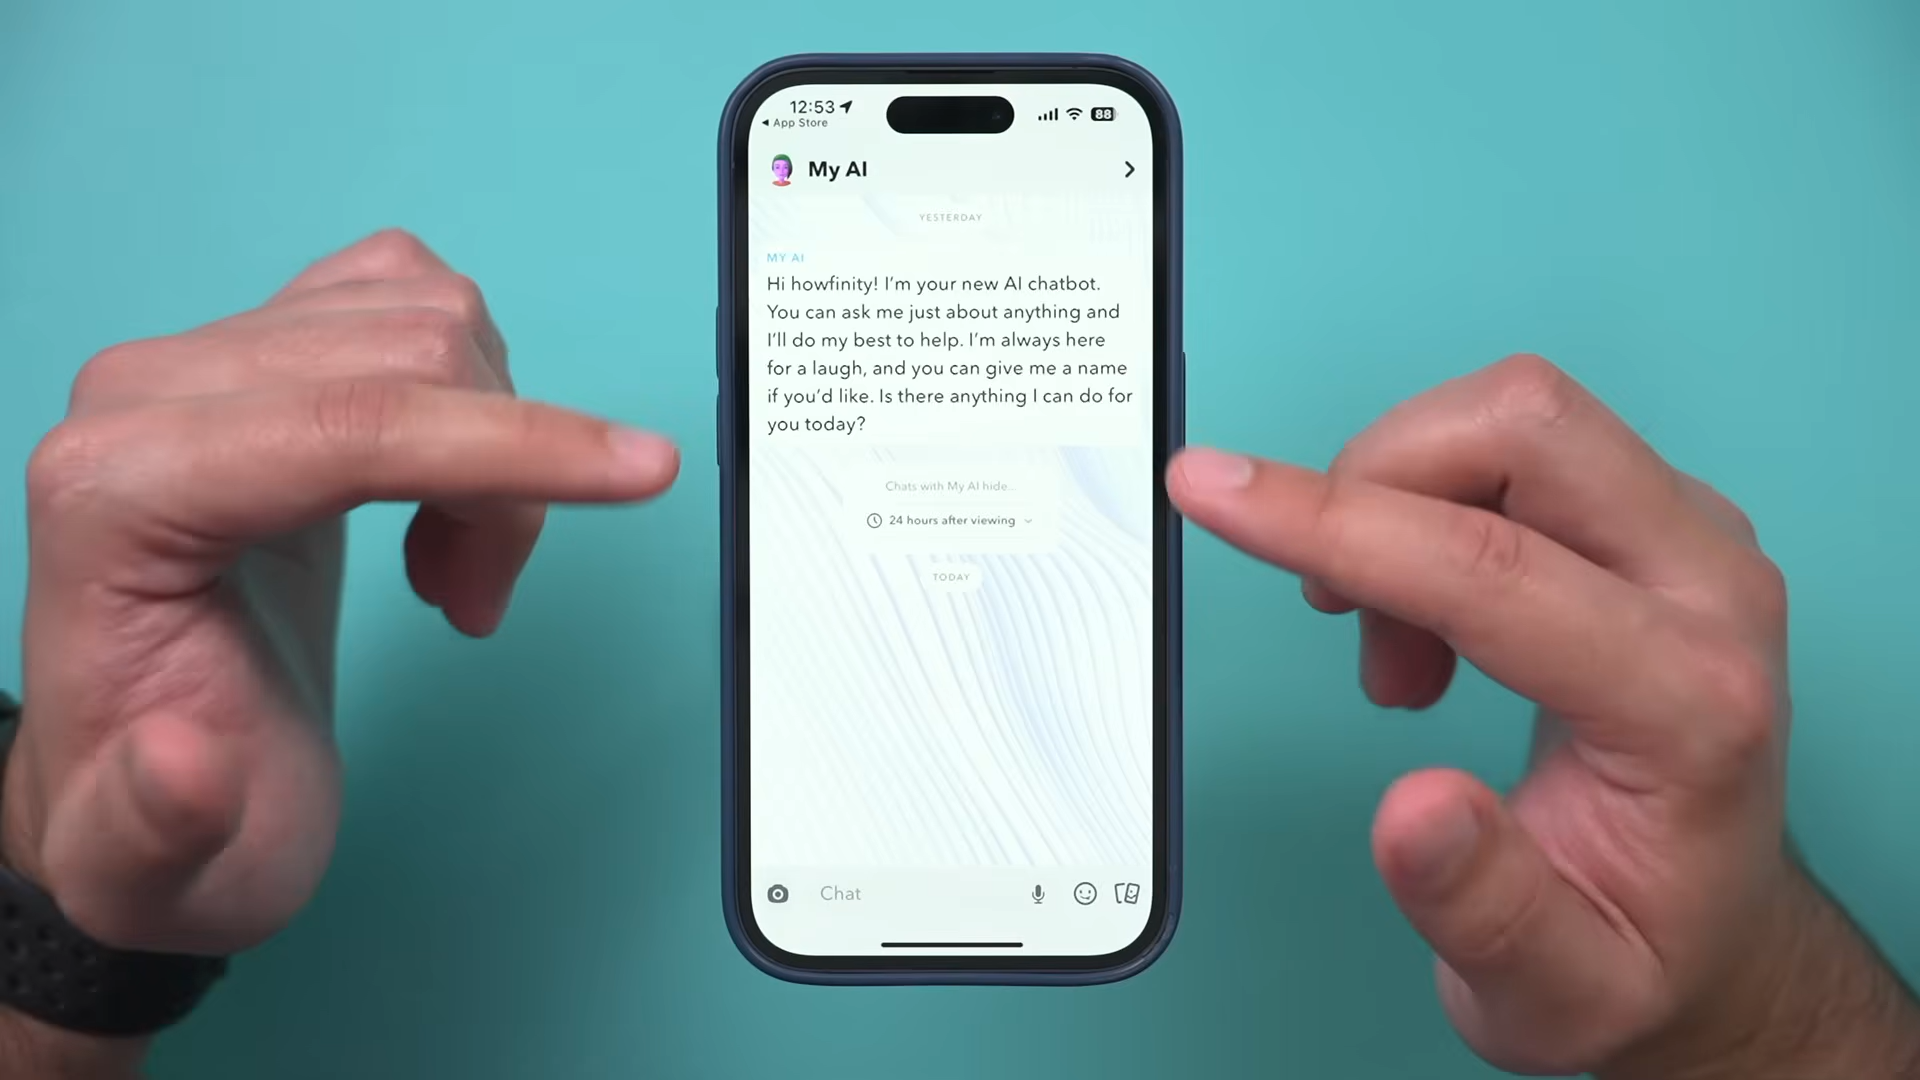 12:53
App Store
88
My AI
YESTERDAY
MY AI
Hi howfinity! I'm your new AI chatbot.
You can ask me just about anything and
I'll do my best to help. I'm always here
for a laugh, and you can give me a name
if you'd like. Is there anything I can do for
you today?
Chats with My AI hide...
24 hours after viewing
TODAY
Chat